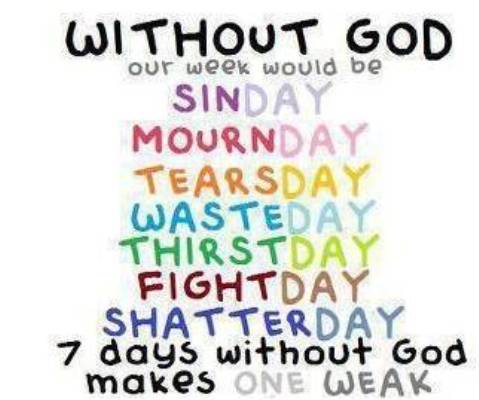 WITHOUT GOD
our week would be
SINDAY
MOURNDAY
TEARSDAY
WASTEDAY
THIRSTDAY
FIGHTDAY
SHATTERDAY
7 days without God
makes ONE WEAK